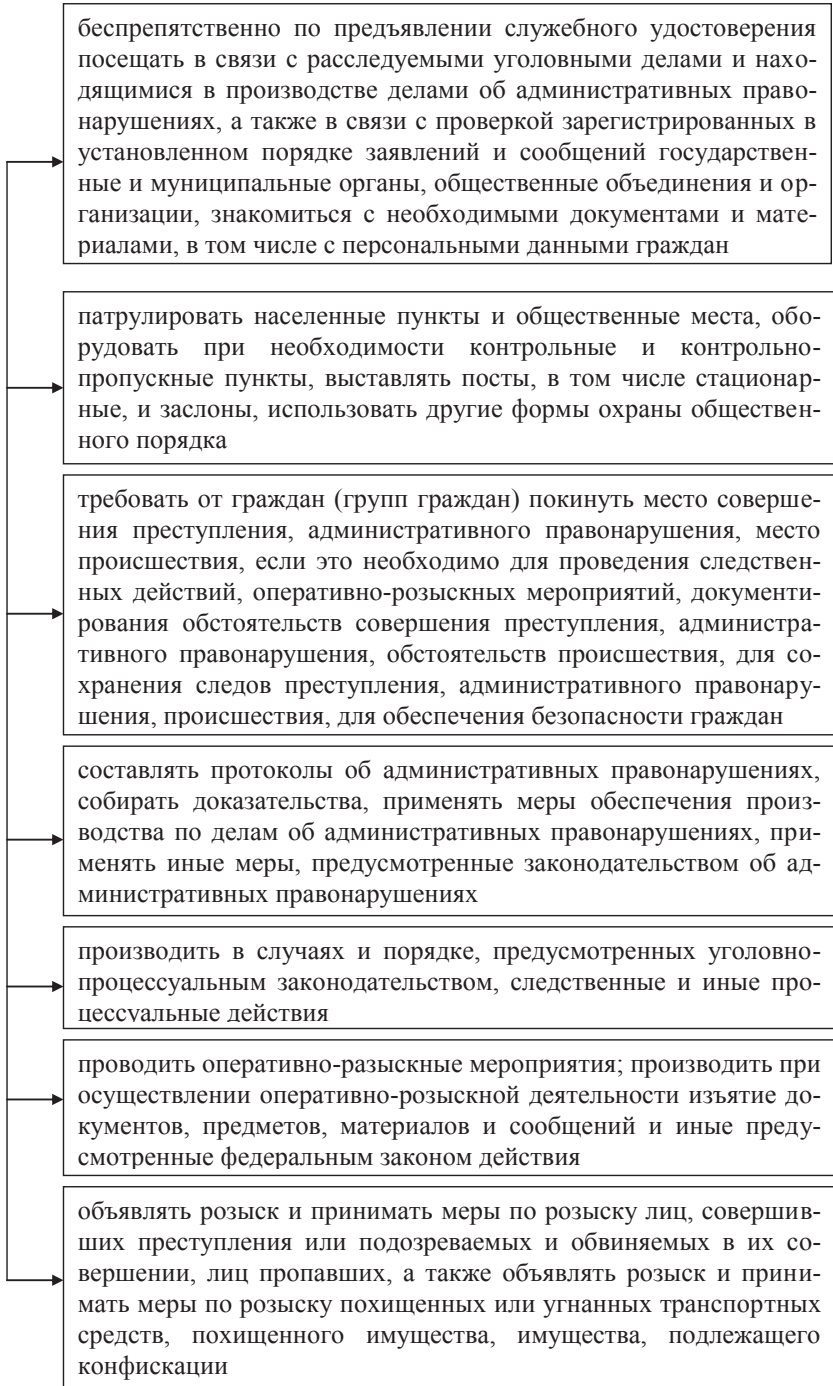 беспрепятственно по предъявлении служебного удостоверения
посещать в связи с расследуемыми уголовными делами и нахо-
дящимися в производстве делами об административных право-
нарушениях, а также в связи с проверкой зарегистрированных в
установленном порядке заявлений и сообщений государствен-
ные и муниципальные органы, общественные объединения и ор-
ганизации, знакомиться с необходимыми документами и мате-
риалами, в том числе с персональными данными граждан
патрулировать населенные пункты и общественные места, обо-
рудовать при необходимости контрольные и контрольно-
пропускные пункты, выставлять посты, в том числе стационар-
ные, и заслоны, использовать другие формы охраны обществен-
ного порядка
требовать от граждан (групп граждан) покинуть место соверше-
ния преступления, административного правонарушения, место
происшествия, если это необходимо для проведения следствен-
ных действий, оперативно-розыскных мероприятий, документи-
рования обстоятельств совершения преступления, администра-
тивного правонарушения, обстоятельств происшествия, для со-
хранения следов преступления, административного правонару-
шения, происшествия, для обеспечения безопасности граждан
составлять протоколы об административных правонарушениях,
собирать доказательства, применять меры обеспечения произ-
водства по делам об административных правонарушениях, при-
менять иные меры, предусмотренные законодательством об ад-
министративных правонарушениях
производить в случаях и порядке, предусмотренных уголовно-
процессуальным законодательством, следственные и иные про-
цессуальные действия
проводить оперативно-разыскные мероприятия; производить при
осуществлении оперативно-розыскной деятельности изъятие до-
кументов, предметов, материалов и сообщений и иные преду-
смотренные федеральным законом действия
объявлять розыск и принимать меры по розыску лиц, совершив-
ших преступления или подозреваемых и обвиняемых в их со-
вершении, лиц пропавших, а также объявлять розыск и прини-
мать меры по розыску похищенных или угнанных транспортных
средств, похищенного имущества, имущества, подлежащего
конфискации